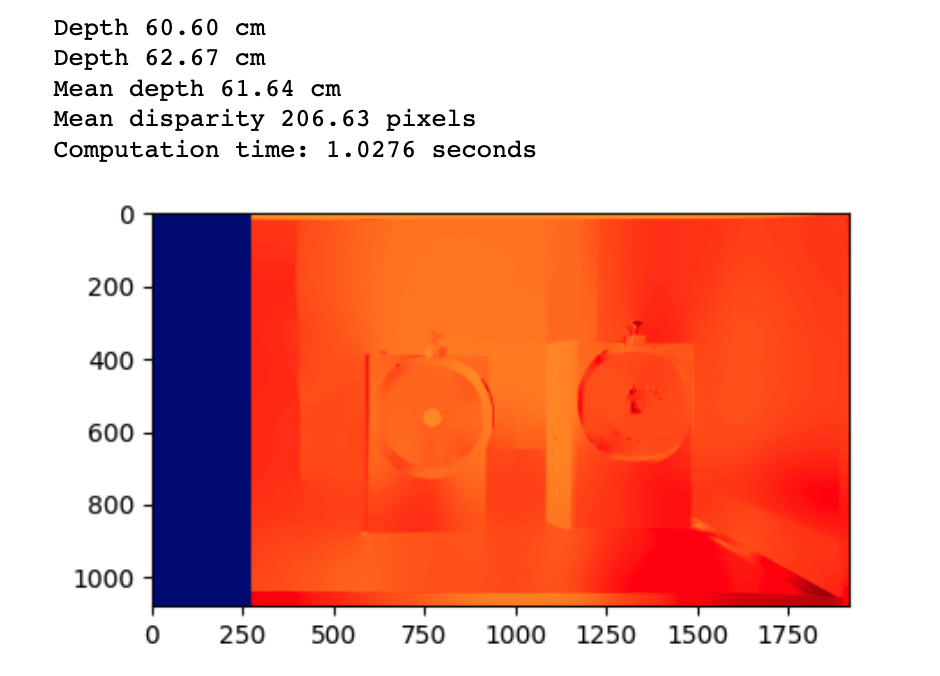 Depth 60.60 cm
Depth 62.67 cm
Mean depth 61.64 cm
Mean disparity 206.63 pixels
Computation time: 1.0276 seconds
0
200
400
600
800
1000
0 250 500 750 1000 1250 1500 1750